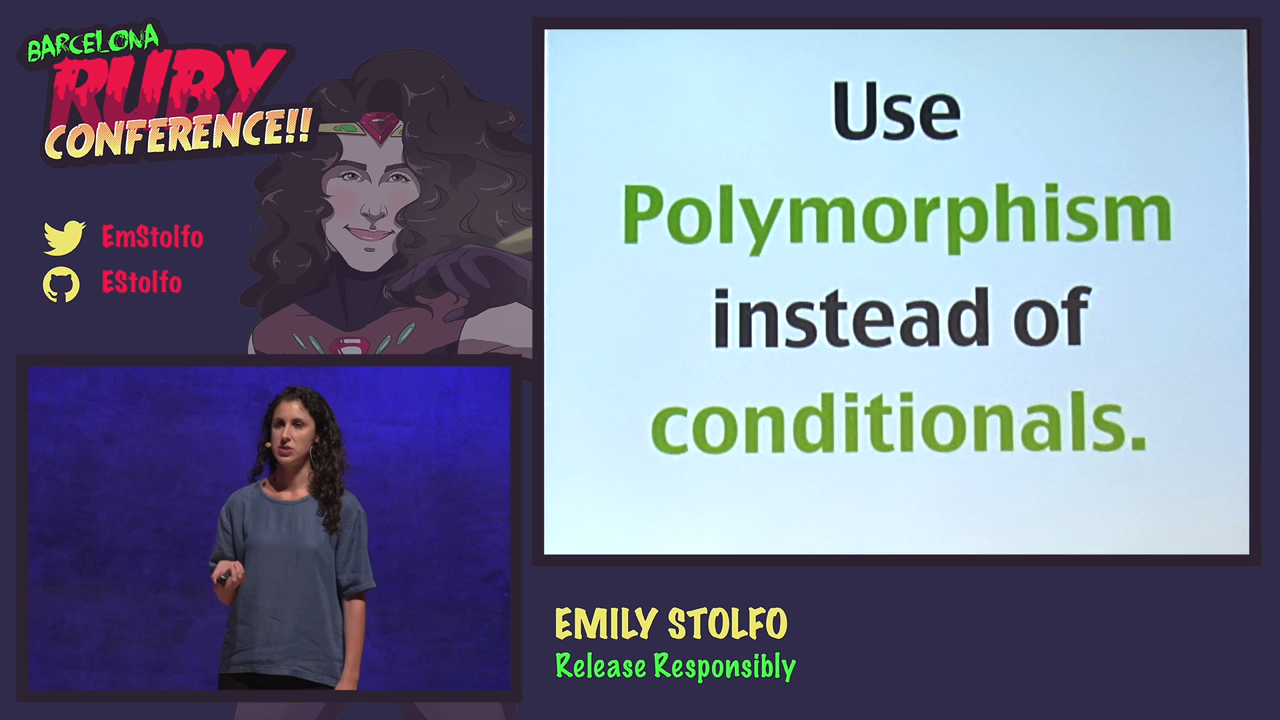 BARCELONA
RUBY
CONFERENCE!!
EmStolfo
EStolfo
Use
Polymorphism
instead of
conditionals.
EMILY STOLFO
Release Responsibly